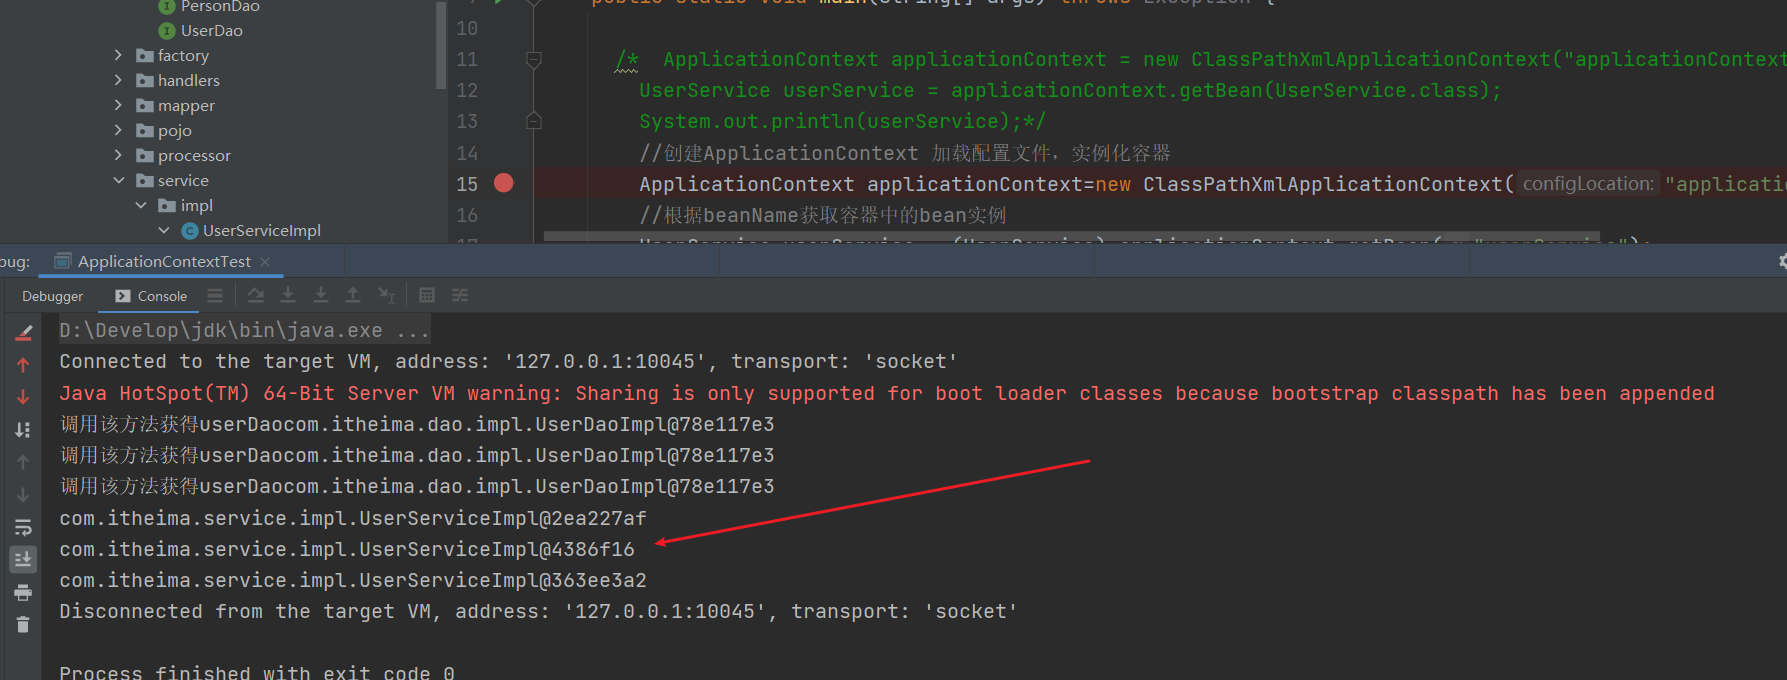 PersonDao
UserDao
factory
handlers
mapper
pojo
processor
service
impl
UserServiceImpl
public static void main(String[] args) throws Exception {
10
11 /* ApplicationContext applicationContext = new ClassPathXmlApplicationContext("applicationContext
12 UserService userService = applicationContext.getBean(UserService.class);
13 System.out.println(userService);*/
14 //创建ApplicationContext 加载配置文件，实例化容器
15 ApplicationContext applicationContext=new ClassPathXmlApplicationContext( configLocation: "applicatio
16 //根据beanName获取容器中的bean实例
17 UserService userService = (UserService) applicationContext.getBean( "userService");
bug: ApplicationContextTest
Debugger Console
D:\Develop\jdk\bin\java.exe ...
Connected to the target VM, address: '127.0.0.1:10045', transport: 'socket'
Java HotSpot(TM) 64-Bit Server VM warning: Sharing is only supported for boot loader classes because bootstrap classpath has been appended
调用该方法获得userDaocom.itheima.dao.impl.UserDaoImpl@78e117e3
调用该方法获得userDaocom.itheima.dao.impl.UserDaoImpl@78e117e3
调用该方法获得userDaocom.itheima.dao.impl.UserDaoImpl@78e117e3
com.itheima.service.impl.UserServiceImpl@2ea227af
com.itheima.service.impl.UserServiceImpl@4386f16
com.itheima.service.impl.UserServiceImpl@363ee3a2
Disconnected from the target VM, address: '127.0.0.1:10045', transport: 'socket'
Process finished with exit code 0